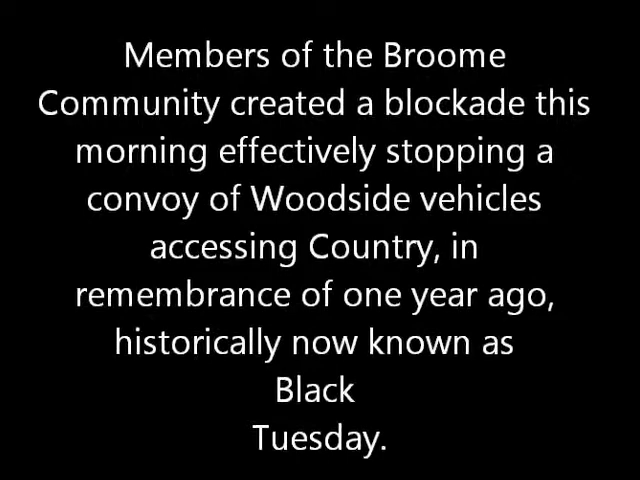 Members of the Broome
Community created a blockade this
morning effectively stopping a
convoy of Woodside vehicles
accessing Country, in
remembrance of one year ago,
historically now known as
Black
Tuesday.